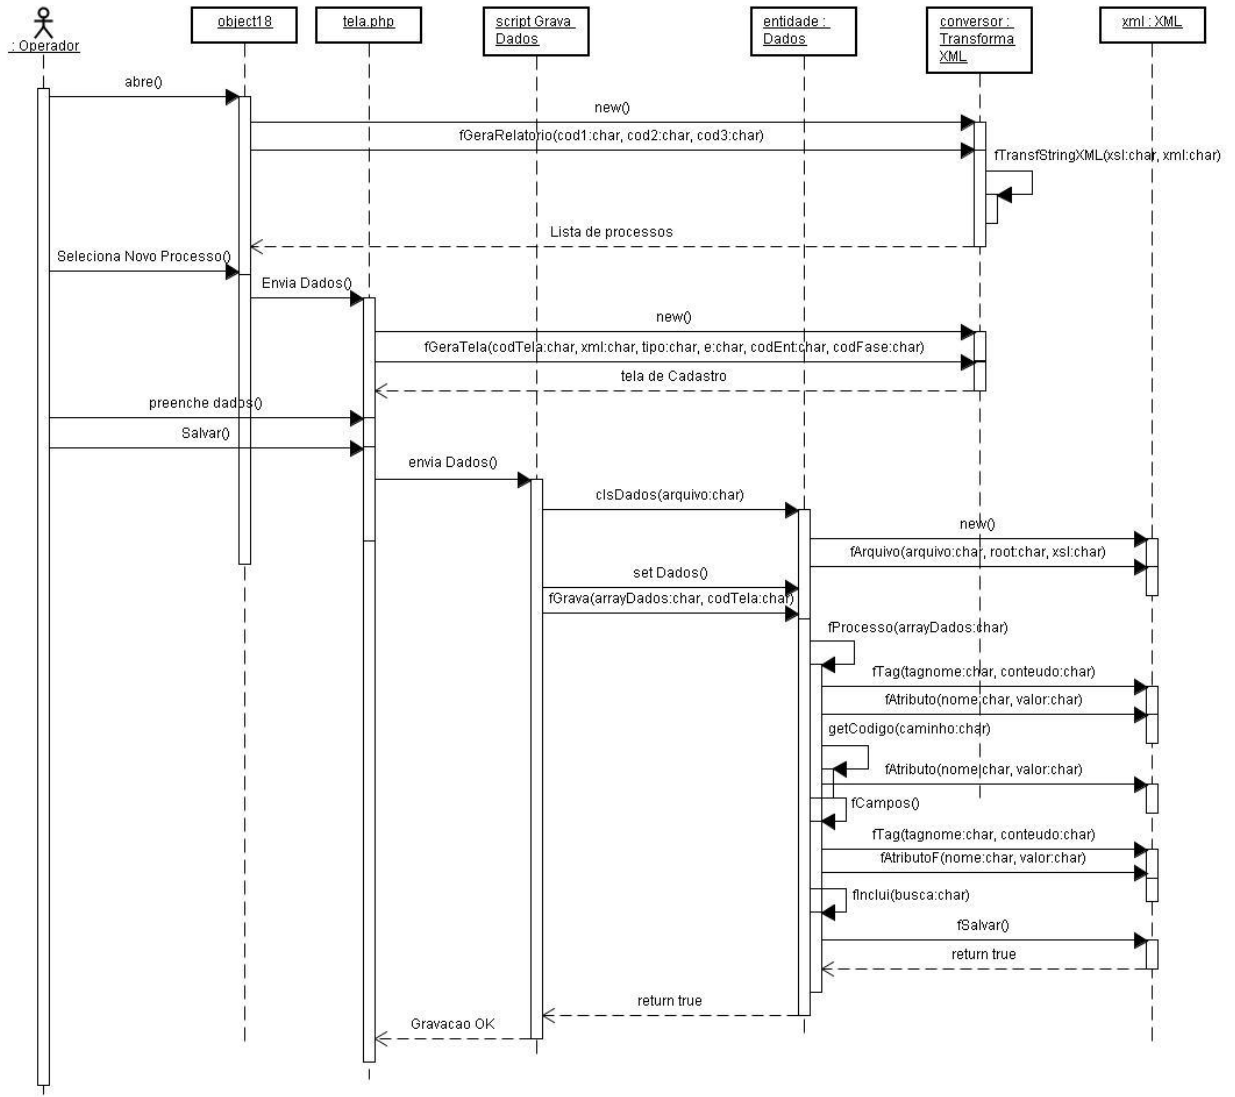 : Operador
object18
tela.php
script Grava
Dados
entidade :
Dados
conversor :
Transforma
XML
xml : XML
abre()
new()
fGeraRelatorio(cod1:char, cod2:char, cod3:char)
fTransfStringXML(xsl:char, xml:char)
Lista de processos
Seleciona Novo Processo()
Envia Dados()
new()
fGeraTela(codTela:char, xml:char, tipo:char, e:char, codEnt:char, codFase:char)
tela de Cadastro
preenche dados()
Salvar()
envia Dados()
clsDados(arquivo:char)
new()
fArquivo(arquivo:char, root:char, xsl:char)
set Dados()
fGrava(arrayDados:char, codTela:char)
fProcesso(arrayDados:char)
fTag(tagnome:char, conteudo:char)
fAtributo(nome:char, valor:char)
getCodigo(caminho:char)
fAtributo(nome:char, valor:char)
fCampos()
fTag(tagnome:char, conteudo:char)
fAtributoF(nome:char, valor:char)
fInclui(busca:char)
fSalvar()
return true
return true
Gravacao OK